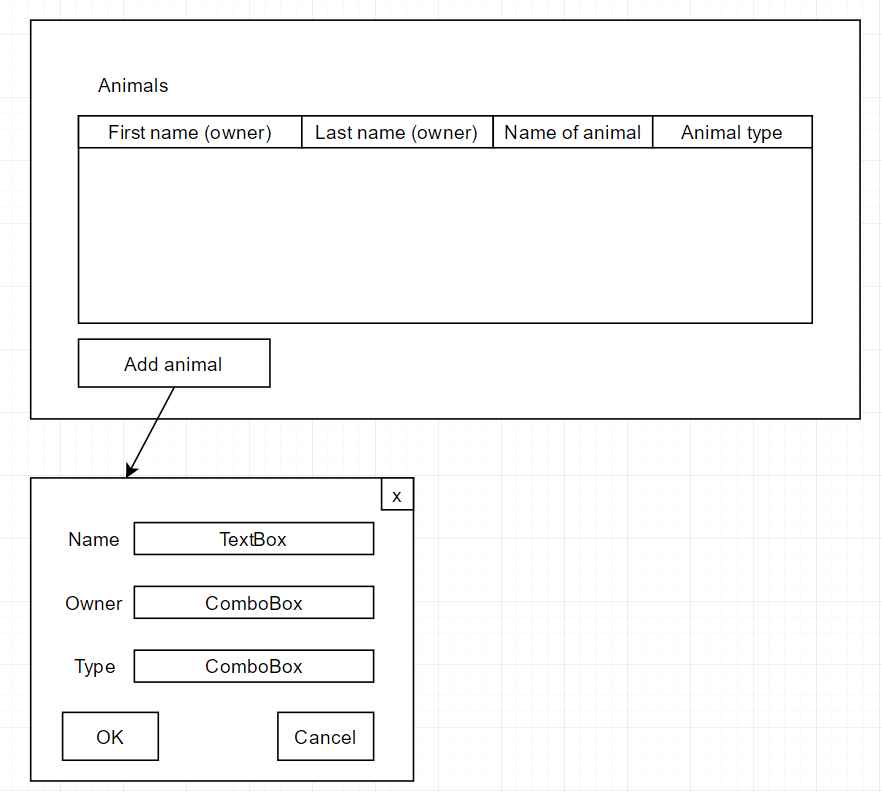 Animals
First name (owner) Last name (owner) Name of animal Animal type
Add animal
x
Name TextBox
Owner ComboBox
Type ComboBox
OK Cancel